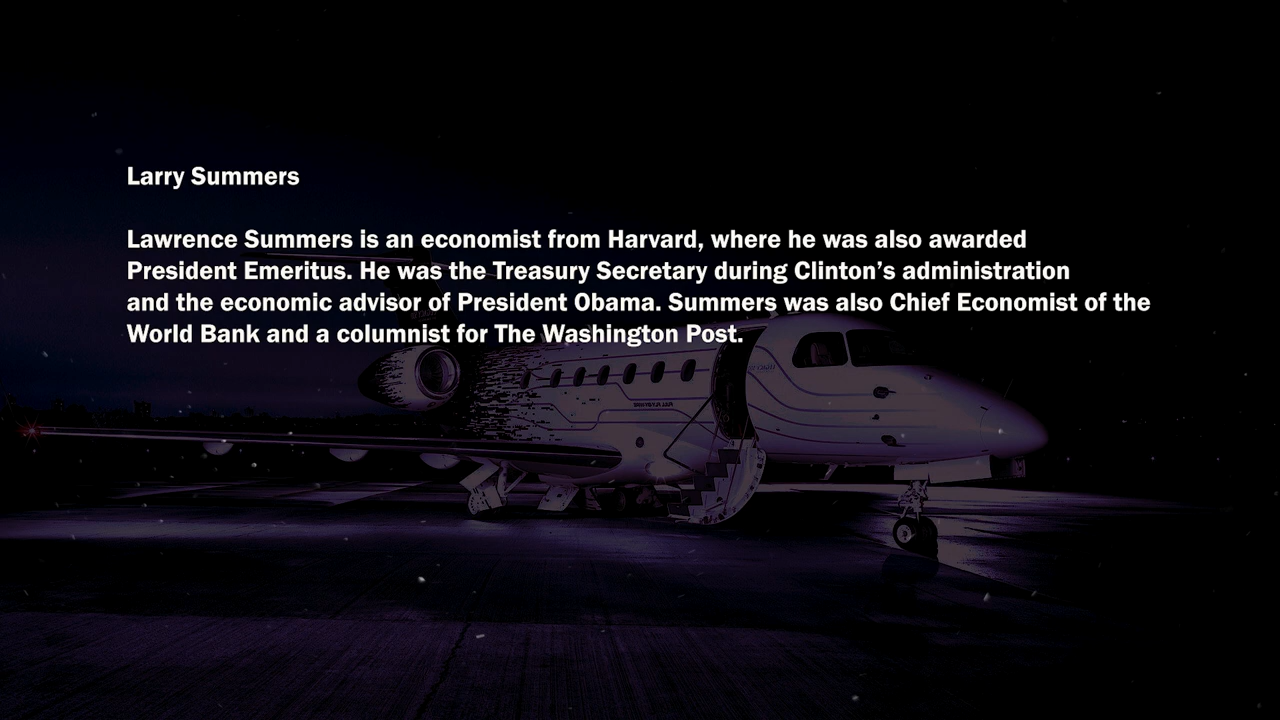 Larry Summers
Lawrence Summers is an economist from Harvard, where he was also awarded
President Emeritus. He was the Treasury Secretary during Clinton’s administration
and the economic advisor of President Obama. Summers was also Chief Economist of the
World Bank and a columnist for The Washington Post.